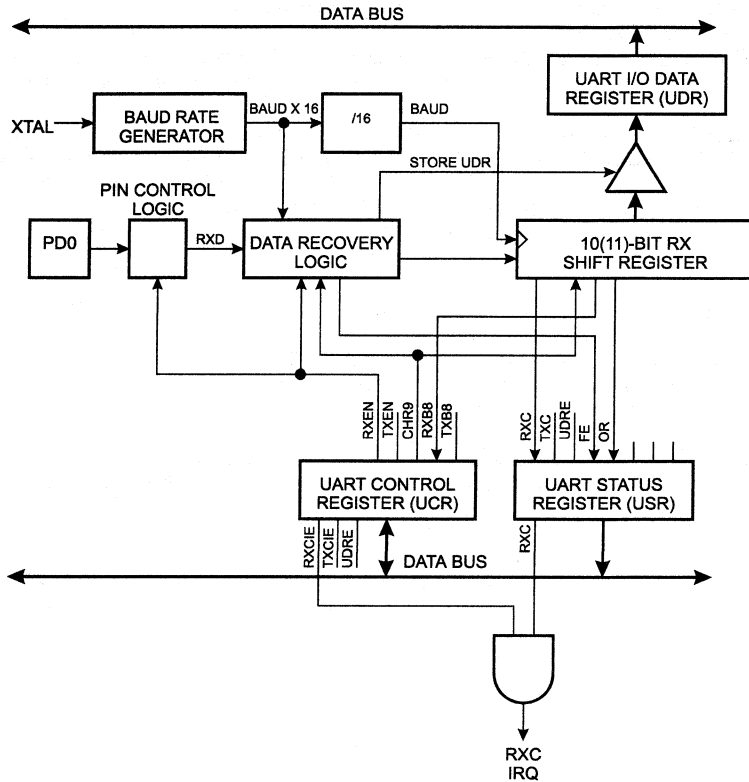 DATA BUS
UART I/O DATA
REGISTER (UDR)
XTAL
BAUD RATE
GENERATOR
BAUD X 16
/16
BAUD
STORE UDR
PIN CONTROL
LOGIC
PD0
RXD
DATA RECOVERY
LOGIC
10(11)-BIT RX
SHIFT REGISTER
RXEN
TXEN
CHR9
RXB8
TXB8
RXC
TXC
UDRE
FE
OR
UART CONTROL
REGISTER (UCR)
UART STATUS
REGISTER (USR)
RXCIE
TXCIE
UDRE
RXC
DATA BUS
RXC
IRQ